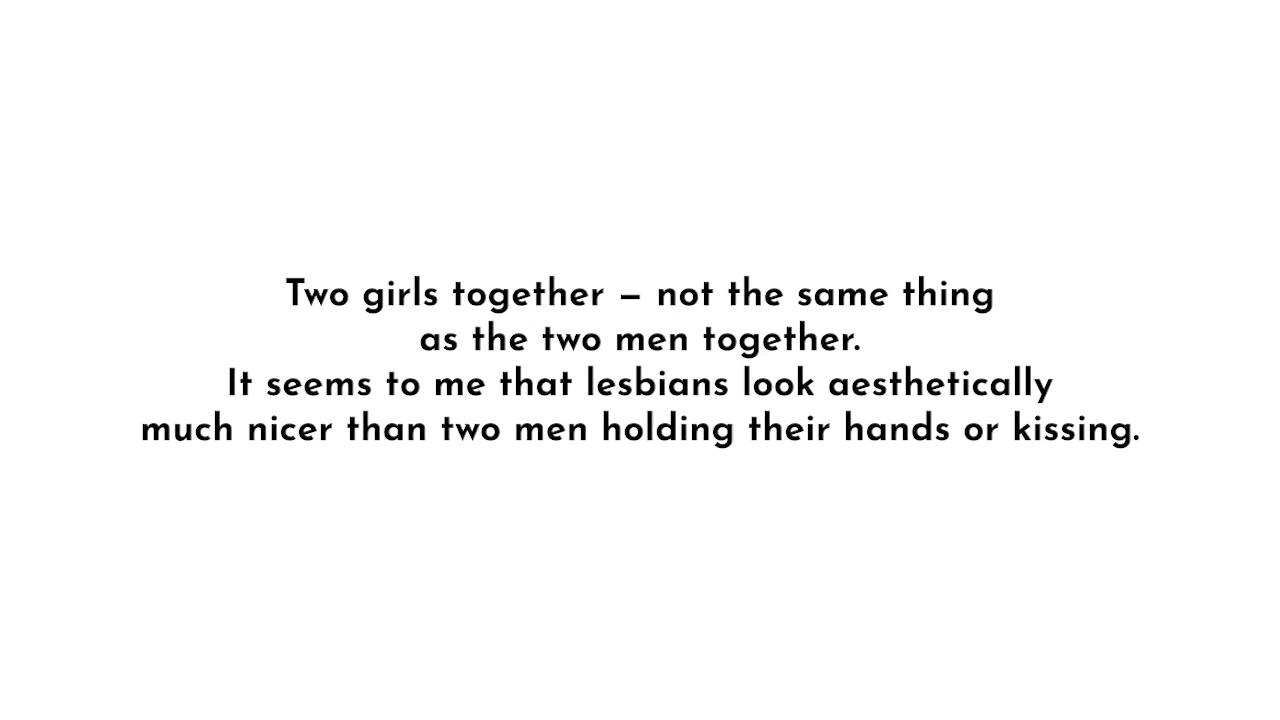 Two girls together – not the same thing
as the two men together.
It seems to me that lesbians look aesthetically
much nicer than two men holding their hands or kissing.